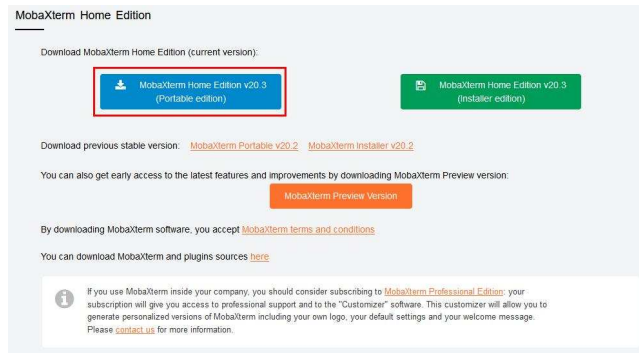 MobaXterm Home Edition
Download MobaXterm Home Edition (current version):
MobaXterm Home Edition v20.3
(Portable edition)
MobaXterm Home Edition v20.3
(Installer edition)
Download previous stable version: MobaXterm Portable v20.2 MobaXterm Installer v20.2
You can also get early access to the latest features and improvements by downloading MobaXterm Preview version:
MobaXterm Preview Version
By downloading MobaXterm software, you accept MobaXterm terms and conditions
You can download MobaXterm and plugins sources here
If you use MobaXterm inside your company, you should consider subscribing to MobaXterm Professional Edition: your
subscription will give you access to professional support and to the "Customizer" software. This customizer will allow you to
generate personalized versions of MobaXterm including your own logo, your default settings and your welcome message.
Please contact us for more information.